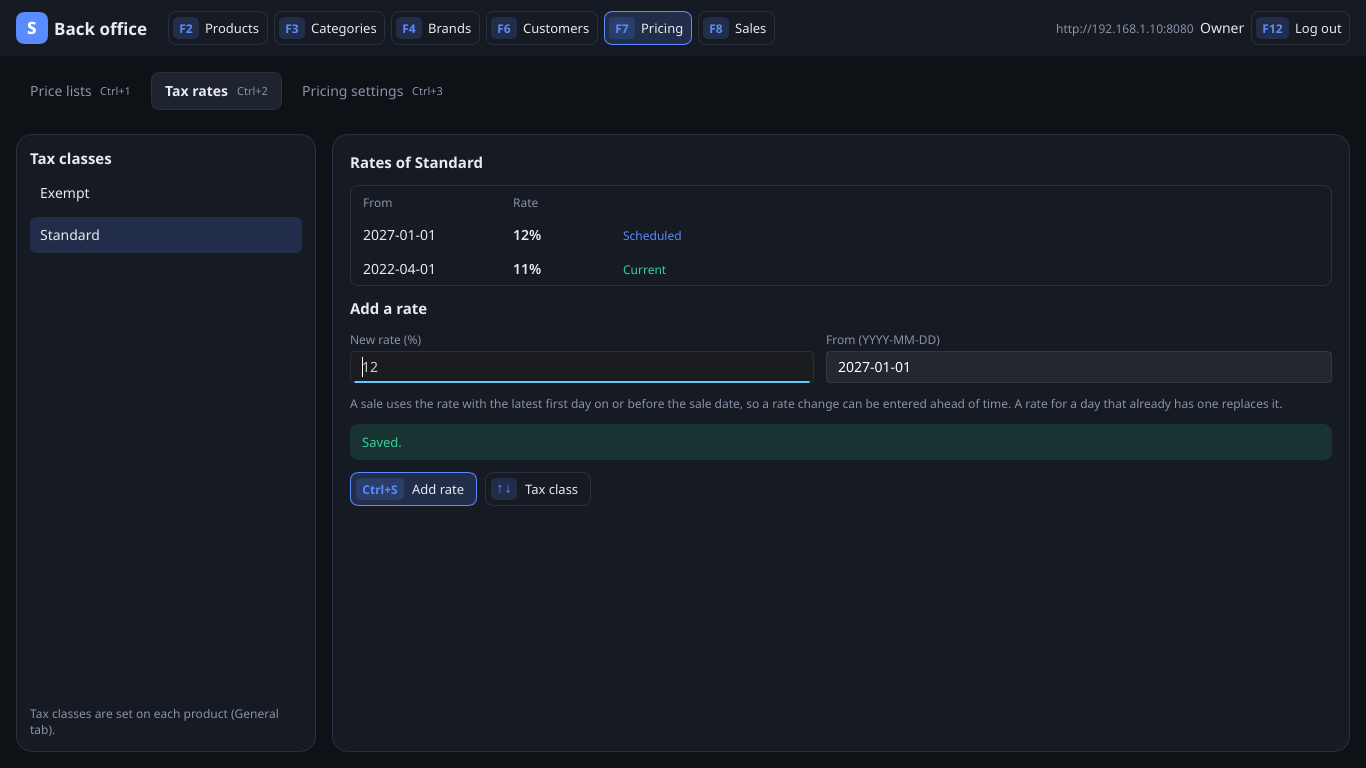 S Back office F2 Products F3 Categories F4 Brands F6 Customers F7 Pricing F8 Sales http://192.168.1.10:8080 Owner F12 Log out
Price lists Ctrl+1 Tax rates Ctrl+2 Pricing settings Ctrl+3
Tax classes
Exempt
Standard
Tax classes are set on each product (General
tab).
Rates of Standard
From Rate
2027-01-01 12% Scheduled
2022-04-01 11% Current
Add a rate
New rate (%) From (YYYY-MM-DD)
12 2027-01-01
A sale uses the rate with the latest first day on or before the sale date, so a rate change can be entered ahead of time. A rate for a day that already has one replaces it.
Saved.
Ctrl+S Add rate ↑↓ Tax class